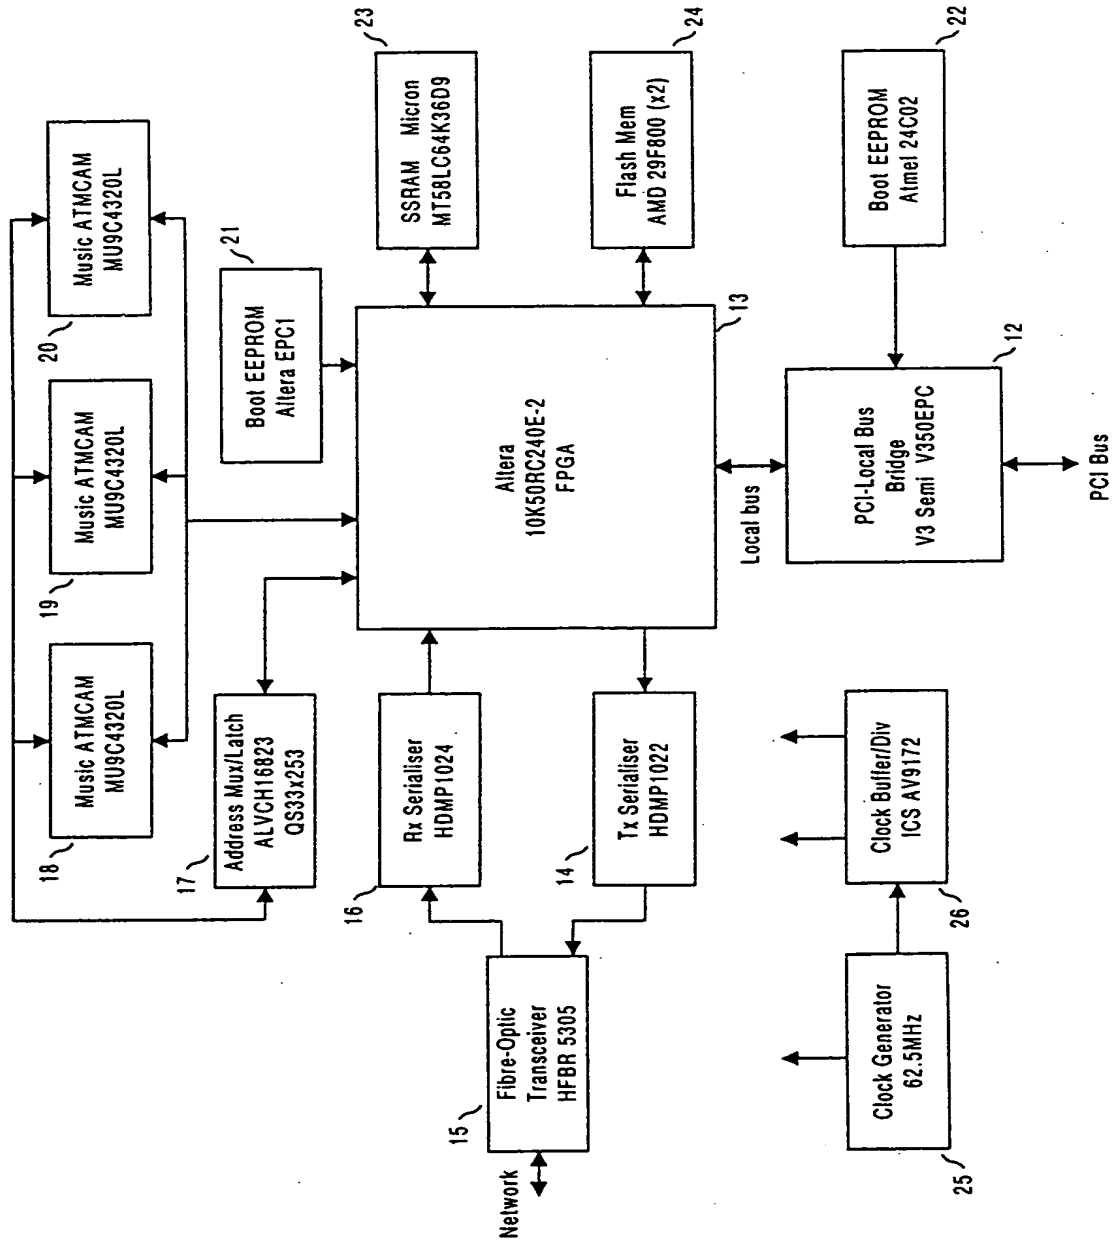 23
SSRAM Micron
MT58LC64K36D9
24
Flash Mem
AMD 29F800 (x2)
22
Boot EEPROM
Atmel 24C02
20
Music ATMCAM
MU9C4320L
21
Boot EEPROM
Altera EPC1
19
Music ATMCAM
MU9C4320L
13
Altera
10K50RC240E-2
FPGA
12
PCI-Local Bus
Bridge
V3 Semi V350EPC
Local bus
PCI Bus
18
Music ATMCAM
MU9C4320L
17
Address Mux/Latch
ALVCH16823
QS33x253
16
Rx Serialiser
HDMP1024
14
Tx Serialiser
HDMP1022
26
Clock Buffer/Div
ICS AV9172
15
Fibre-Optic
Transceiver
HFBR 5305
Network
25
Clock Generator
62.5MHz